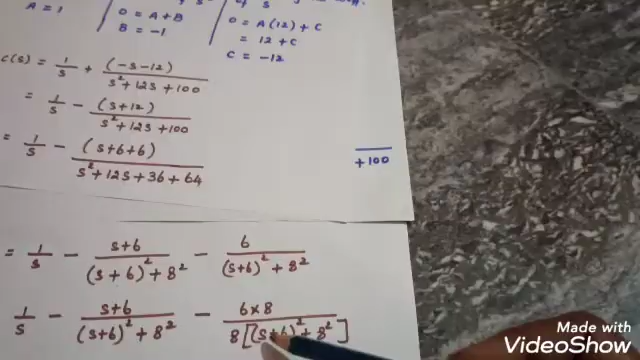 A = 1
0 = A + B
B = -1
0 = A(12) + C
= 12 + C
C = -12
C(s) = 1/s + (-s-12)/(s²+12s+100)
= 1/s - (s+12)/(s²+12s+100)
= 1/s - (s+6+6)/(s²+12s+36+64)
+100
= 1/s - (s+6)/((s+6)²+8²) - 6/((s+6)²+8²)
1/s - (s+6)/((s+6)²+8²) - 6×8/(8[(s+6)²+8²])
Made with
VideoShow